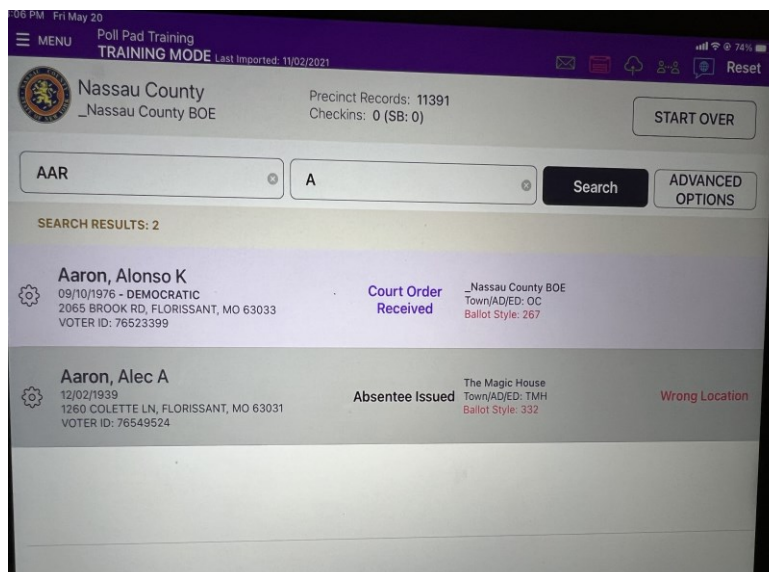 :06 PM Fri May 20
MENU
Poll Pad Training
TRAINING MODE Last Imported: 11/02/2021
74%
Reset
Nassau County
_Nassau County BOE
Precinct Records: 11391
Checkins: 0 (SB: 0)
START OVER
AAR
A
Search
ADVANCED
OPTIONS
SEARCH RESULTS: 2
Aaron, Alonso K
09/10/1976 - DEMOCRATIC
2065 BROOK RD, FLORISSANT, MO 63033
VOTER ID: 76523399
Court Order
Received
_Nassau County BOE
Town/AD/ED: OC
Ballot Style: 267
Aaron, Alec A
12/02/1939
1260 COLETTE LN, FLORISSANT, MO 63031
VOTER ID: 76549524
Absentee Issued
The Magic House
Town/AD/ED: TMH
Ballot Style: 332
Wrong Location